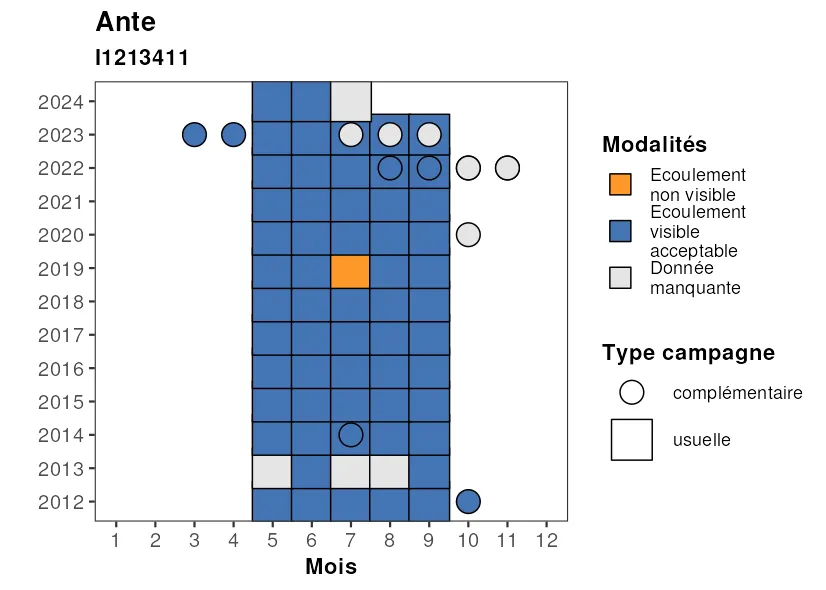 Ante
I1213411
2024
2023
2022
2021
2020
2019
2018
2017
2016
2015
2014
2013
2012
1 2 3 4 5 6 7 8 9 10 11 12
Mois
Modalités
Ecoulement
non visible
Ecoulement
visible
acceptable
Donnée
manquante
Type campagne
complémentaire
usuelle